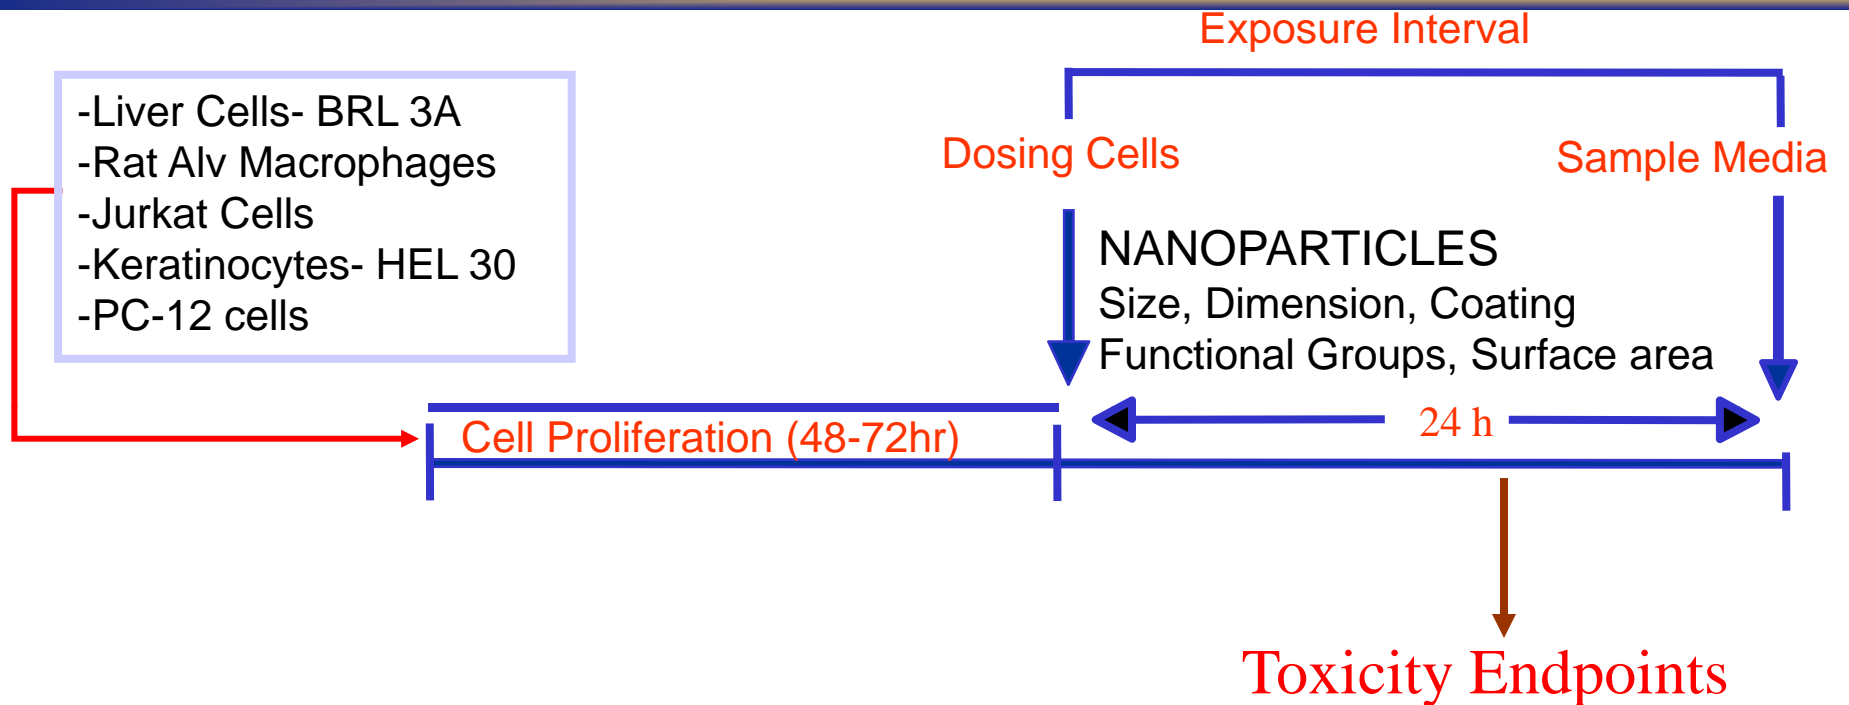 Exposure Interval
-Liver Cells- BRL 3A
-Rat Alv Macrophages
-Jurkat Cells
-Keratinocytes- HEL 30
-PC-12 cells
Dosing Cells
Sample Media
NANOPARTICLES
Size, Dimension, Coating
Functional Groups, Surface area
Cell Proliferation (48-72hr)
24 h
Toxicity Endpoints